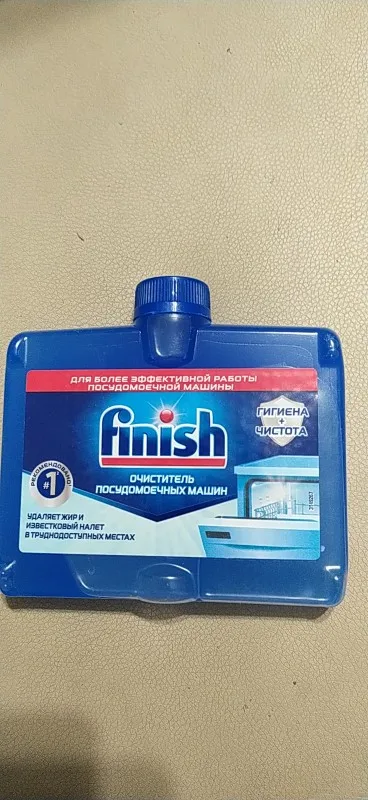 ДЛЯ БОЛЕЕ ЭФФЕКТИВНОЙ РАБОТЫ
ПОСУДОМОЕЧНОЙ МАШИНЫ
finish
ГИГИЕНА
+
ЧИСТОТА
ОЧИСТИТЕЛЬ
ПОСУДОМОЕЧНЫХ МАШИН
РЕКОМЕНДОВАНО!
#1
УДАЛЯЕТ ЖИР И
ИЗВЕСТКОВЫЙ НАЛЕТ
В ТРУДНОДОСТУПНЫХ МЕСТАХ